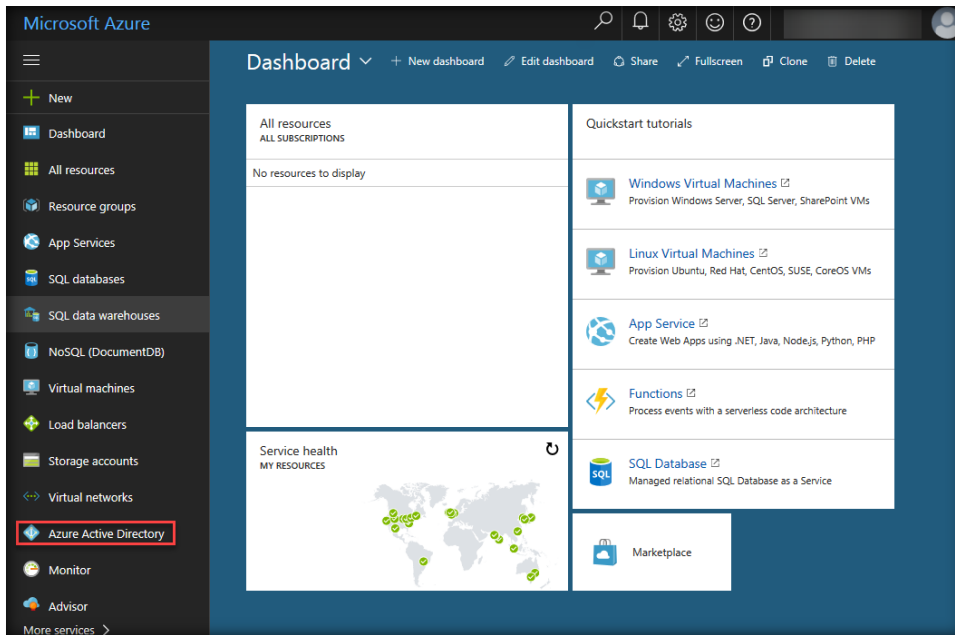 Microsoft Azure
Dashboard
+ New dashboard
Edit dashboard
Share
Fullscreen
Clone
Delete
New
Dashboard
All resources
Resource groups
App Services
SQL databases
SQL data warehouses
NoSQL (DocumentDB)
Virtual machines
Load balancers
Storage accounts
Virtual networks
Azure Active Directory
Monitor
Advisor
More services >
All resources
ALL SUBSCRIPTIONS
No resources to display
Service health
MY RESOURCES
Quickstart tutorials
Windows Virtual Machines
Provision Windows Server, SQL Server, SharePoint VMs
Linux Virtual Machines
Provision Ubuntu, Red Hat, CentOS, SUSE, CoreOS VMs
App Service
Create Web Apps using .NET, Java, Node.js, Python, PHP
Functions
Process events with a serverless code architecture
SQL
SQL Database
Managed relational SQL Database as a Service
Marketplace